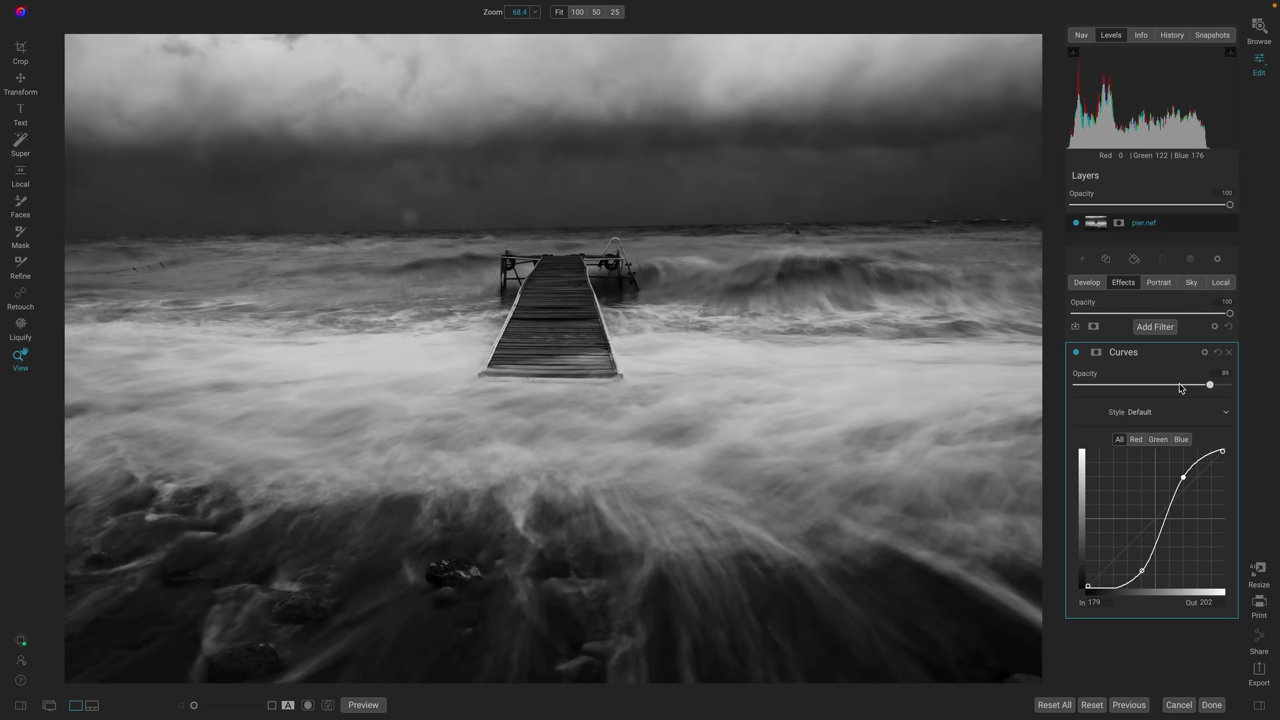 Zoom 68.4 Fit 100 50 25
Crop
Transform
Text
Super
Local
Faces
Mask
Refine
Retouch
Liquify
View
A Preview
Nav Levels Info History Snapshots
Red 0 | Green 122 | Blue 176
Layers
Opacity 100
pier.nef
Develop Effects Portrait Sky Local
Opacity 100
Add Filter
Curves
Opacity 89
Style Default
All Red Green Blue
In 179 Out 202
Reset All Reset Previous Cancel Done
Browse
Edit
Resize
Print
Share
Export